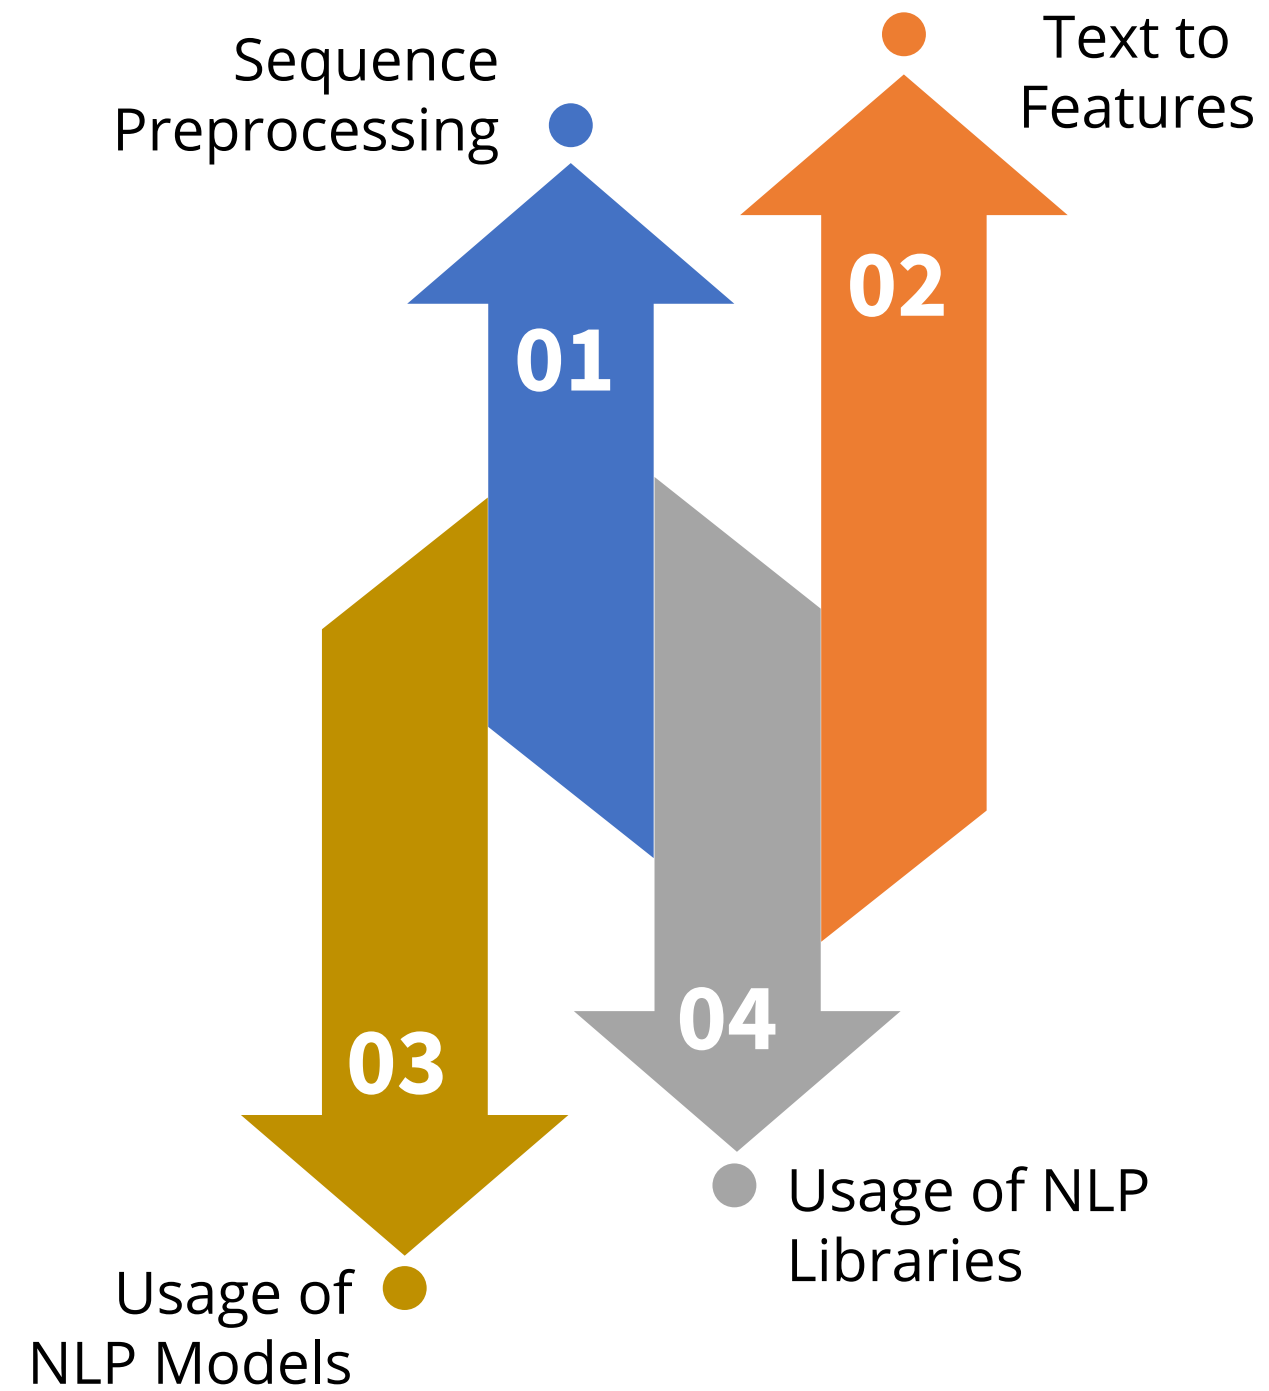 Sequence
Preprocessing
Text to
Features
01
02
03
04
Usage of
NLP Models
Usage of NLP
Libraries